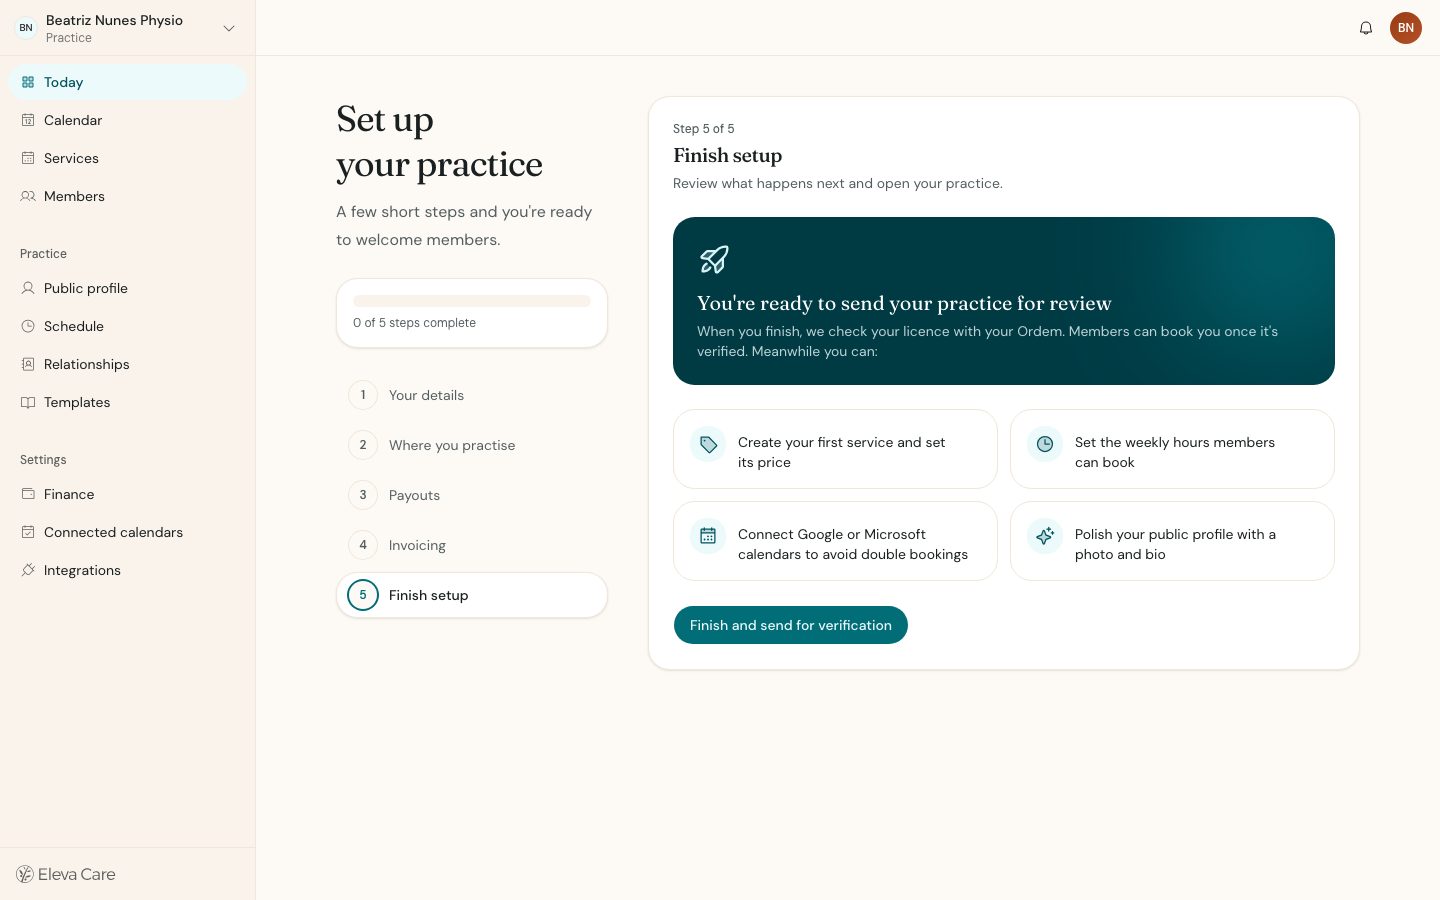 BN
Beatriz Nunes Physio
Practice
BN
Today
Calendar
Services
Members
Practice
Public profile
Schedule
Relationships
Templates
Settings
Finance
Connected calendars
Integrations
Eleva Care
Set up
your practice
A few short steps and you're ready
to welcome members.
0 of 5 steps complete
1 Your details
2 Where you practise
3 Payouts
4 Invoicing
5 Finish setup
Step 5 of 5
Finish setup
Review what happens next and open your practice.
You're ready to send your practice for review
When you finish, we check your licence with your Ordem. Members can book you once it's
verified. Meanwhile you can:
Create your first service and set
its price
Set the weekly hours members
can book
Connect Google or Microsoft
calendars to avoid double bookings
Polish your public profile with a
photo and bio
Finish and send for verification